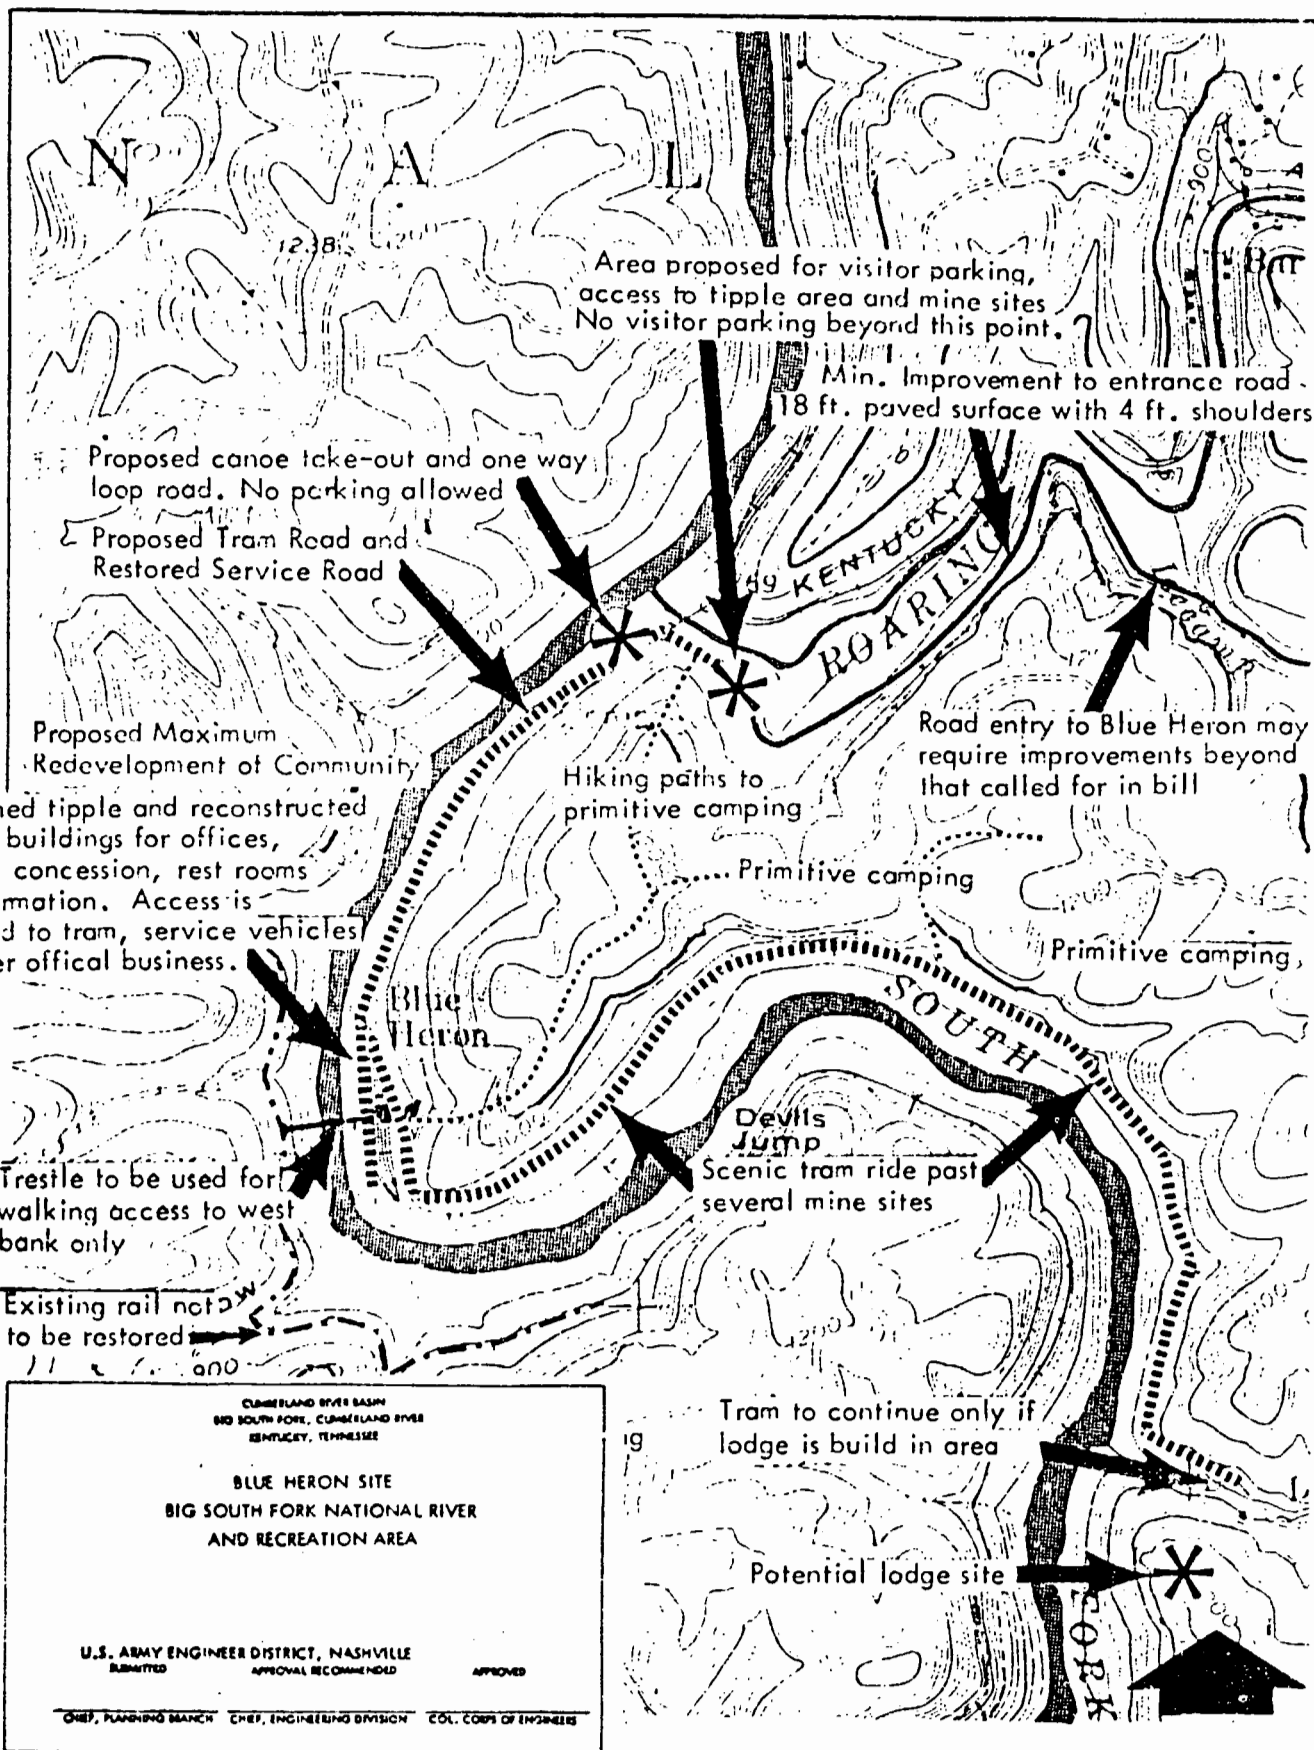 N A L
1238
900
Area proposed for visitor parking,
access to tipple area and mine sites
No visitor parking beyond this point.
Min. Improvement to entrance road -
18 ft. paved surface with 4 ft. shoulders
Proposed canoe take-out and one way
loop road. No parking allowed
Proposed Tram Road and
Restored Service Road
KENTUCKY
ROARING
Proposed Maximum
Redevelopment of Community
ned tipple and reconstructed
buildings for offices,
concession, rest rooms
rmation. Access is
d to tram, service vehicles
er offical business.
Road entry to Blue Heron may
require improvements beyond
that called for in bill
Hiking paths to
primitive camping
Primitive camping
Primitive camping
Blue
Heron
SOUTH
Devils
Jump
Scenic tram ride past
several mine sites
Trestle to be used for
walking access to west
bank only
Existing rail not
to be restored
1200
Tram to continue only if
lodge is build in area
Potential lodge site
FORK
CUMBERLAND RIVER BASIN
BIG SOUTH FORK, CUMBERLAND RIVER
KENTUCKY, TENNESSEE
BLUE HERON SITE
BIG SOUTH FORK NATIONAL RIVER
AND RECREATION AREA
U.S. ARMY ENGINEER DISTRICT, NASHVILLE
SUBMITTED APPROVAL RECOMMENDED APPROVED
CHIEF, PLANNING BRANCH CHIEF, ENGINEERING DIVISION COL. CORPS OF ENGINEERS